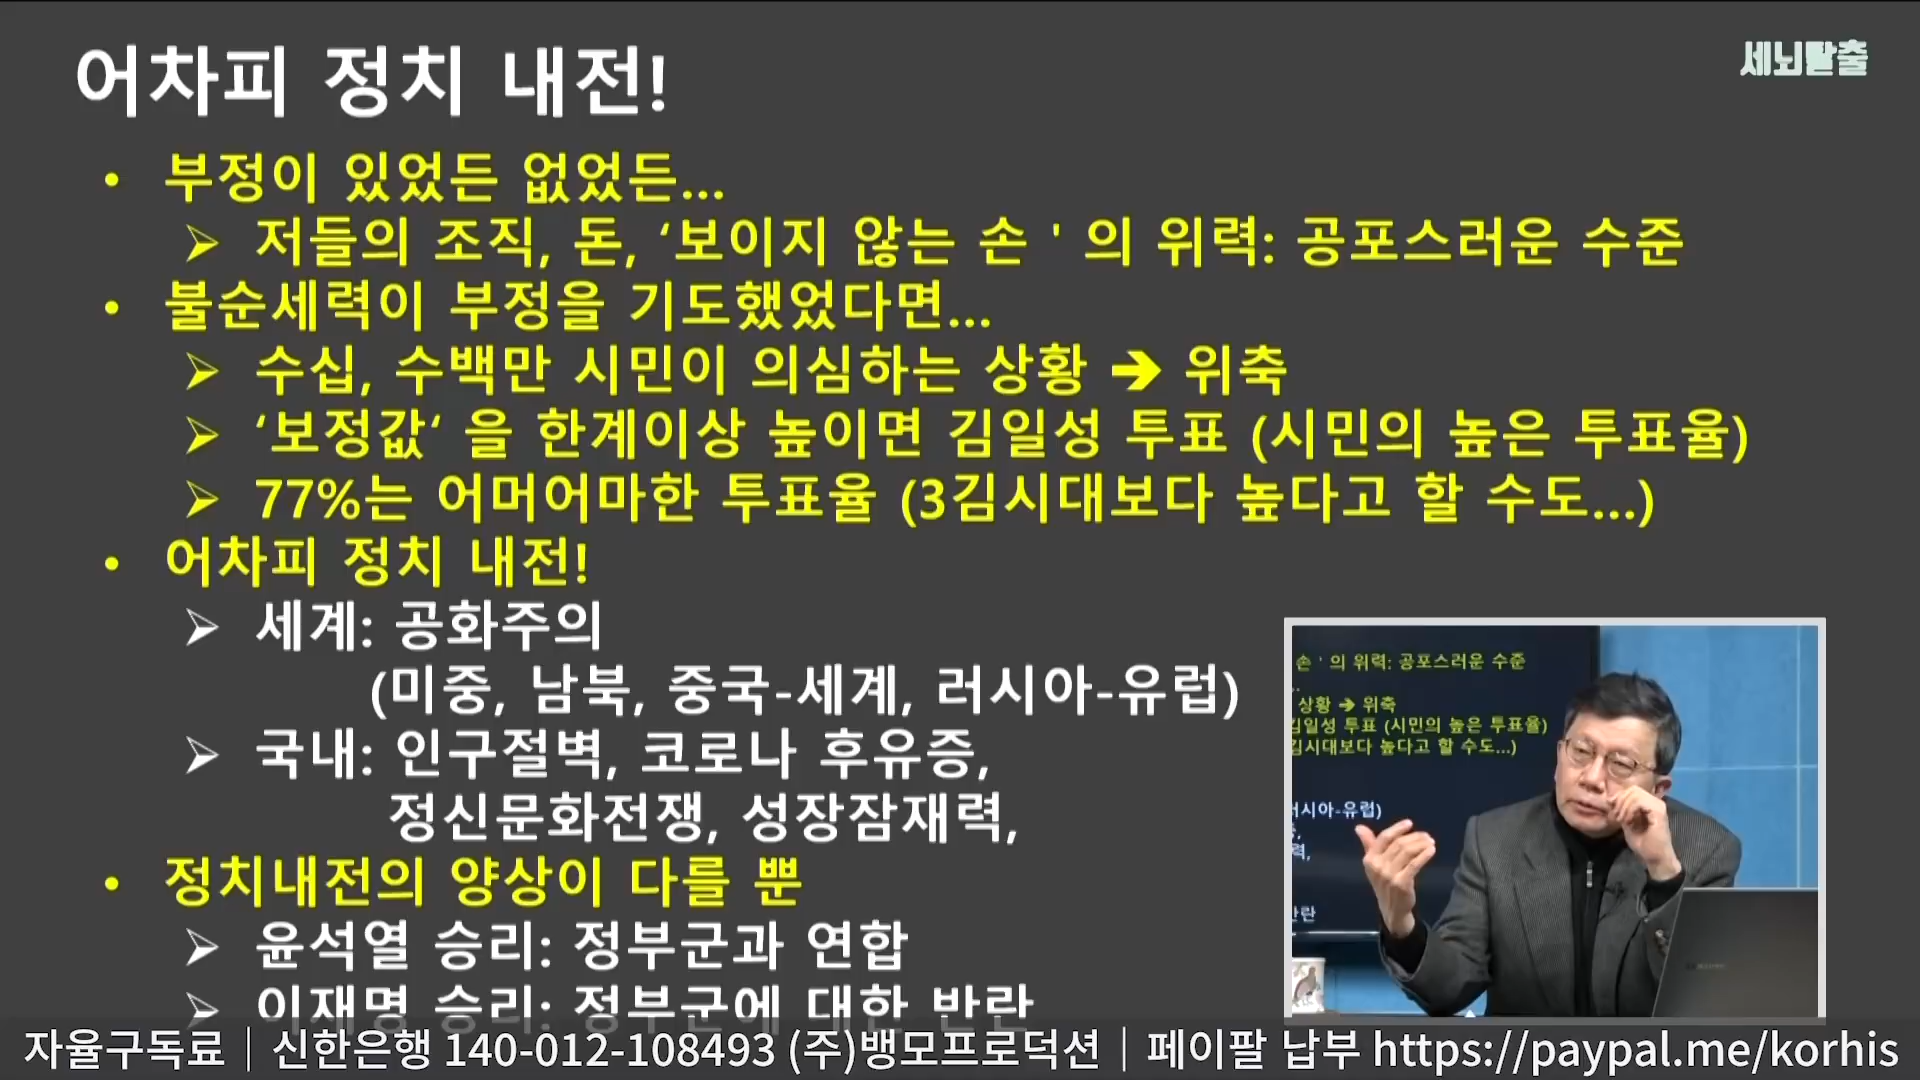 어차피 정치 내전!
세뇌탈출
• 부정이 있었든 없었든...
➢ 저들의 조직, 돈, ‘보이지 않는 손 ' 의 위력: 공포스러운 수준
• 불순세력이 부정을 기도했었다면...
➢ 수십, 수백만 시민이 의심하는 상황 ➔ 위축
➢ ‘보정값‘ 을 한계이상 높이면 김일성 투표 (시민의 높은 투표율)
➢ 77%는 어머어마한 투표율 (3김시대보다 높다고 할 수도...)
• 어차피 정치 내전!
➢ 세계: 공화주의
(미중, 남북, 중국-세계, 러시아-유럽)
➢ 국내: 인구절벽, 코로나 후유증,
정신문화전쟁, 성장잠재력,
• 정치내전의 양상이 다를 뿐
➢ 윤석열 승리: 정부군과 연합
➢ 이재명 승리: 정부군에 대한 반란
손 ' 의 위력: 공포스러운 수준
상황 ➔ 위축
김일성 투표 (시민의 높은 투표율)
김시대보다 높다고 할 수도...)
러시아-유럽)
력,
반란
자율구독료 | 신한은행 140-012-108493 (주)뱅모프로덕션 | 페이팔 납부 https://paypal.me/korhis